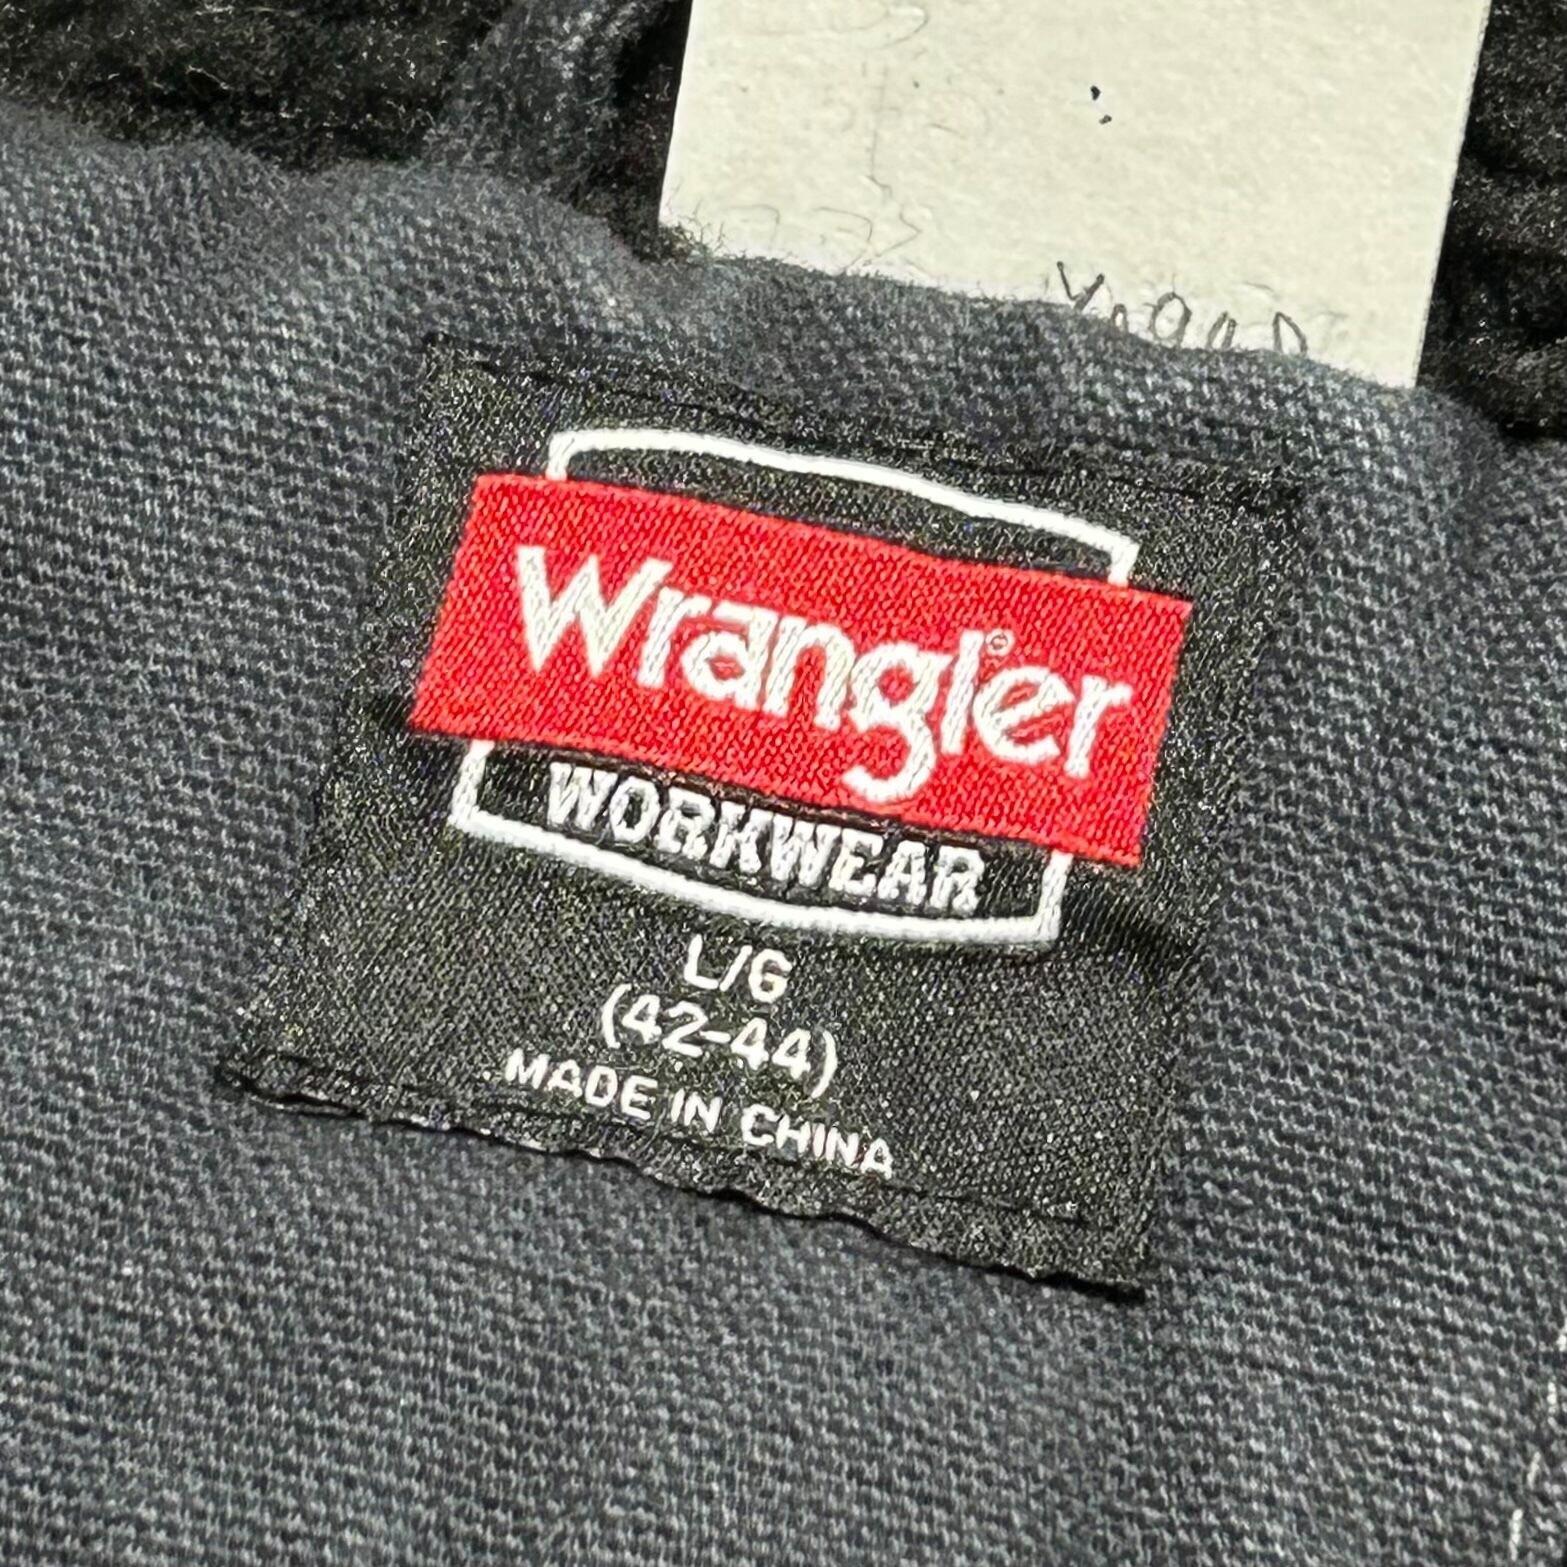 Wrangler®
WORKWEAR
L/G
(42-44)
MADE IN CHINA